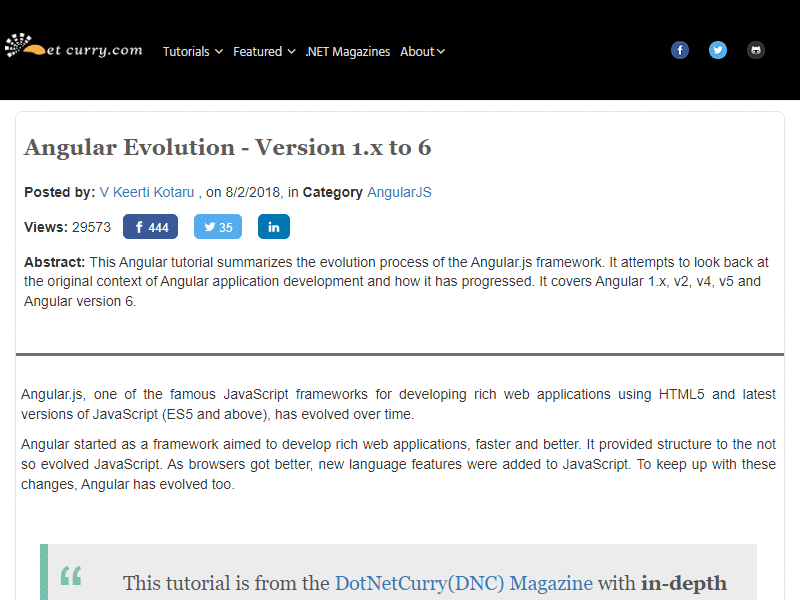 et curry.com
Tutorials Featured .NET Magazines About
Angular Evolution - Version 1.x to 6
Posted by: V Keerti Kotaru , on 8/2/2018, in Category AngularJS
Views: 29573 444 35 in
Abstract: This Angular tutorial summarizes the evolution process of the Angular.js framework. It attempts to look back at
the original context of Angular application development and how it has progressed. It covers Angular 1.x, v2, v4, v5 and
Angular version 6.
Angular.js, one of the famous JavaScript frameworks for developing rich web applications using HTML5 and latest
versions of JavaScript (ES5 and above), has evolved over time.
Angular started as a framework aimed to develop rich web applications, faster and better. It provided structure to the not
so evolved JavaScript. As browsers got better, new language features were added to JavaScript. To keep up with these
changes, Angular has evolved too.
“ This tutorial is from the DotNetCurry(DNC) Magazine with in-depth